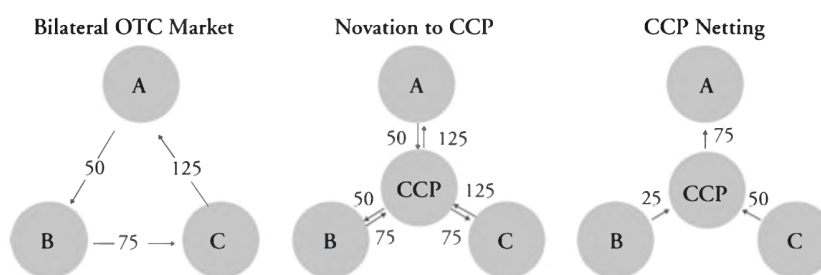 Bilateral OTC Market
A
50
125
B
75
C
Novation to CCP
A
50
125
CCP
50
125
B
75
75
C
CCP Netting
A
75
CCP
25
50
B
C